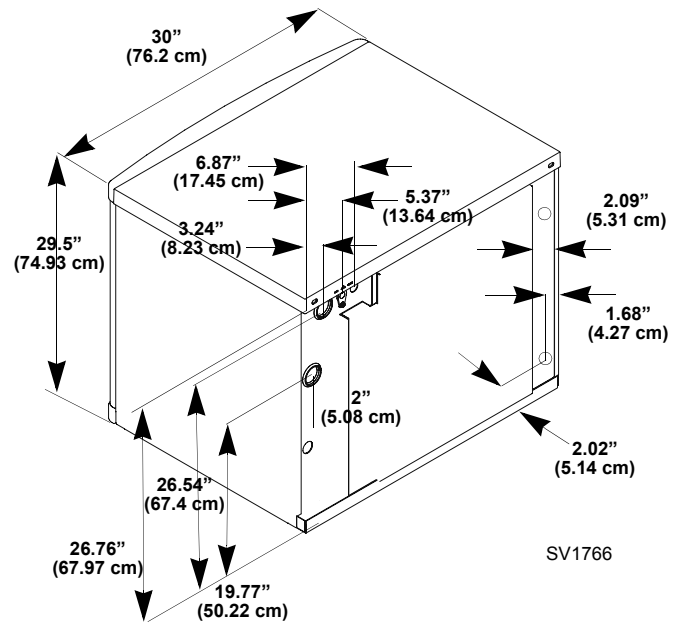 30”
(76.2 cm)
6.87”
(17.45 cm)
5.37”
(13.64 cm)
3.24”
(8.23 cm)
2.09”
(5.31 cm)
29.5”
(74.93 cm)
1.68”
(4.27 cm)
2”
(5.08 cm)
2.02”
(5.14 cm)
26.54”
(67.4 cm)
26.76”
(67.97 cm)
19.77”
(50.22 cm)
SV1766